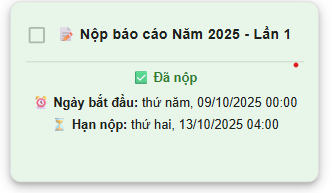 📝 Nộp báo cáo Năm 2025 - Lần 1
✅ Đã nộp
⏰ Ngày bắt đầu: thứ năm, 09/10/2025 00:00
⏳ Hạn nộp: thứ hai, 13/10/2025 04:00